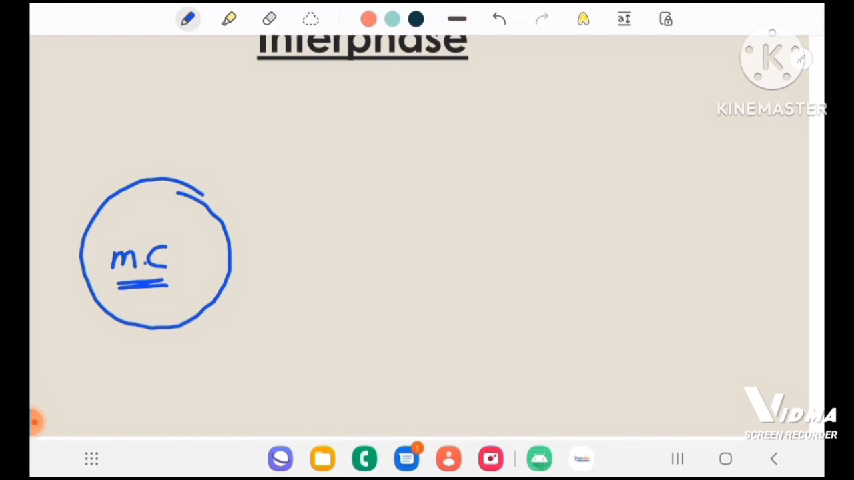 Interphase
KINEMASTER
m.C
VIDMA
SCREEN RECORDER